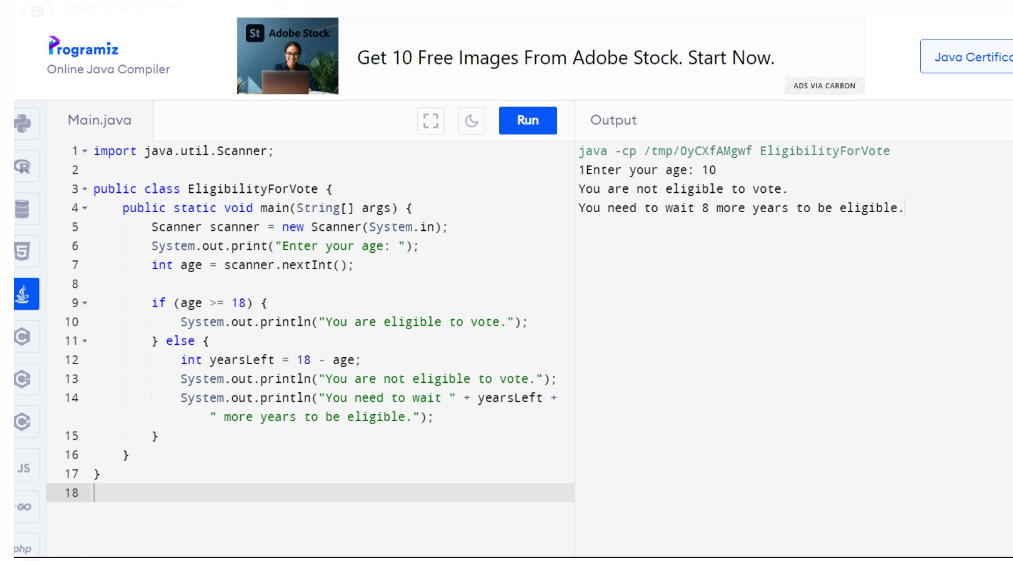 Programiz
Online Java Compiler
St Adobe Stock
Get 10 Free Images From Adobe Stock. Start Now.
ADS VIA CARBON
Java Certific
Main.java
Run
Output
1 import java.util.Scanner;
2
3 public class EligibilityForVote {
4 public static void main(String[] args) {
5 Scanner scanner = new Scanner(System.in);
6 System.out.print("Enter your age: ");
7 int age = scanner.nextInt();
8
9 if (age >= 18) {
10 System.out.println("You are eligible to vote.");
11 } else {
12 int yearsLeft = 18 - age;
13 System.out.println("You are not eligible to vote.");
14 System.out.println("You need to wait " + yearsLeft +
" more years to be eligible.");
15 }
16 }
17 }
18
java -cp /tmp/0yCXfAMgwf EligibilityForVote
1Enter your age: 10
You are not eligible to vote.
You need to wait 8 more years to be eligible.
JS
GO
php